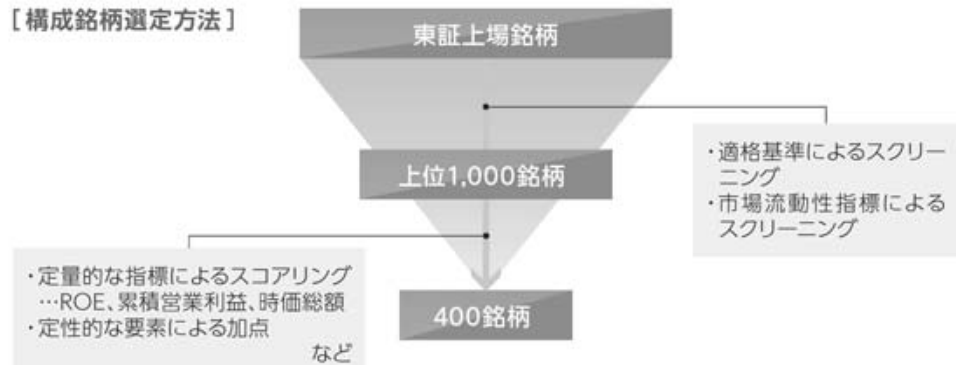 [構成銘柄選定方法]
東証上場銘柄
・適格基準によるスクリー
ニング
・市場流動性指標による
スクリーニング
上位1,000銘柄
・定量的な指標によるスコアリング
…ROE、累積営業利益、時価総額
・定性的な要素による加点
など
400銘柄